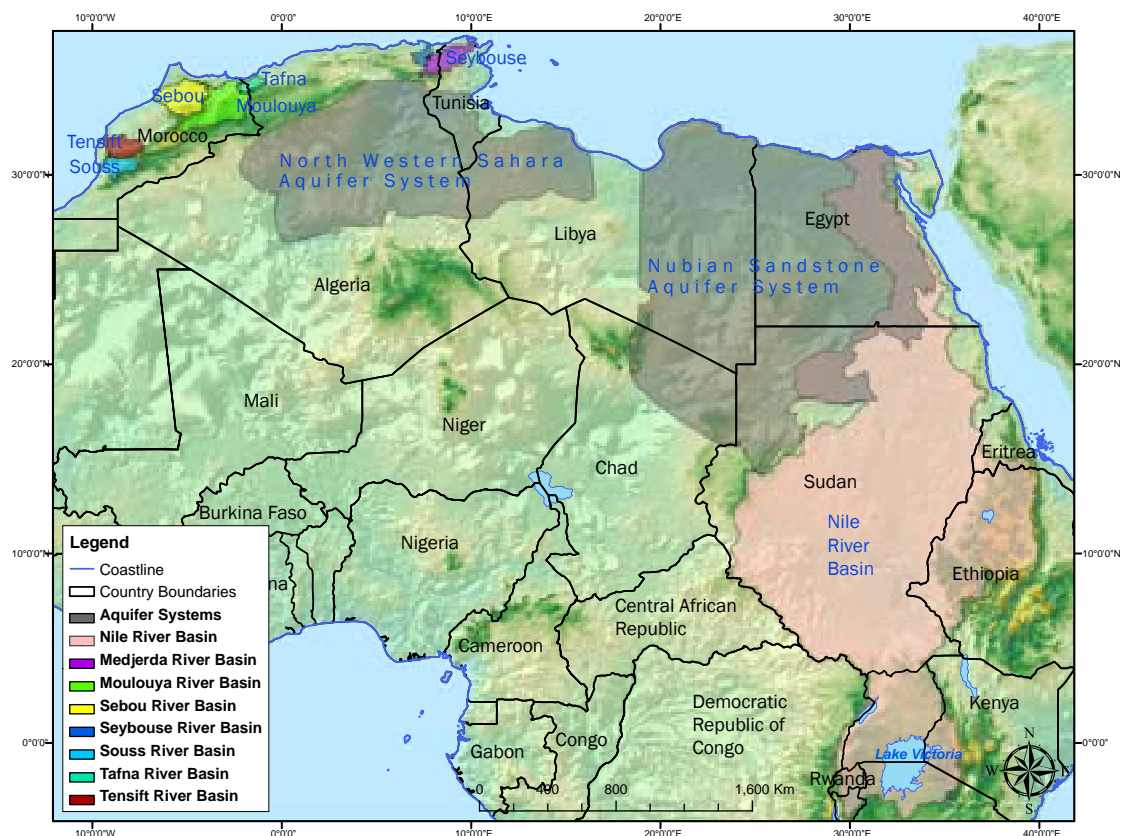 10°0'0"W
0°0'0"
10°0'0"E
20°0'0"E
30°0'0"E
40°0'0"E
Seybouse
Tafna
Sebou
Moulouya
Tunisia
Tensift
Morocco
Souss
North Western Sahara
Aquifer System
30°0'0"N
30°0'0"N
Egypt
Libya
Nubian Sandstone
Aquifer System
Algeria
20°0'0"N
20°0'0"N
Mali
Niger
Chad
Eritrea
Sudan
Burkina Faso
Nile
River
Basin
Nigeria
10°0'0"N
10°0'0"N
Ethiopia
na
Central African
Republic
Cameroon
Democratic
Republic of
Congo
Kenya
Gabon
Congo
0°0'0"
0°0'0"
Lake Victoria
Rwanda
N
W
E
S
0
400
800
1,600 Km
Legend
Coastline
Country Boundaries
Aquifer Systems
Nile River Basin
Medjerda River Basin
Moulouya River Basin
Sebou River Basin
Seybouse River Basin
Souss River Basin
Tafna River Basin
Tensift River Basin
10°0'0"W
0°0'0"
10°0'0"E
20°0'0"E
30°0'0"E
40°0'0"E